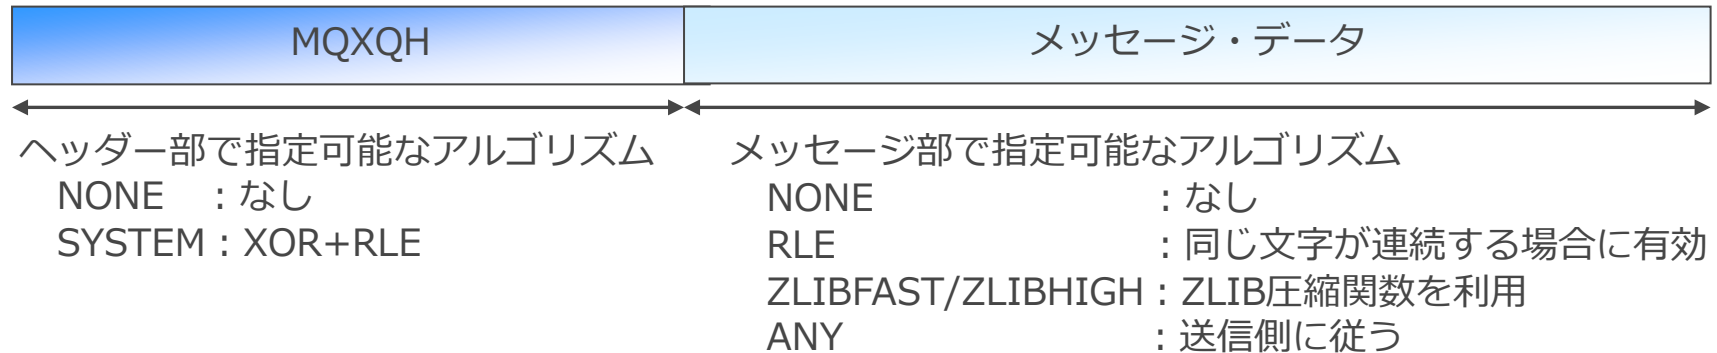 MQXQH
メッセージ・データ
ヘッダー部で指定可能なアルゴリズム
NONE ：なし
SYSTEM：XOR+RLE
メッセージ部で指定可能なアルゴリズム
NONE ：なし
RLE ：同じ文字が連続する場合に有効
ZLIBFAST/ZLIBHIGH：ZLIB圧縮関数を利用
ANY ：送信側に従う